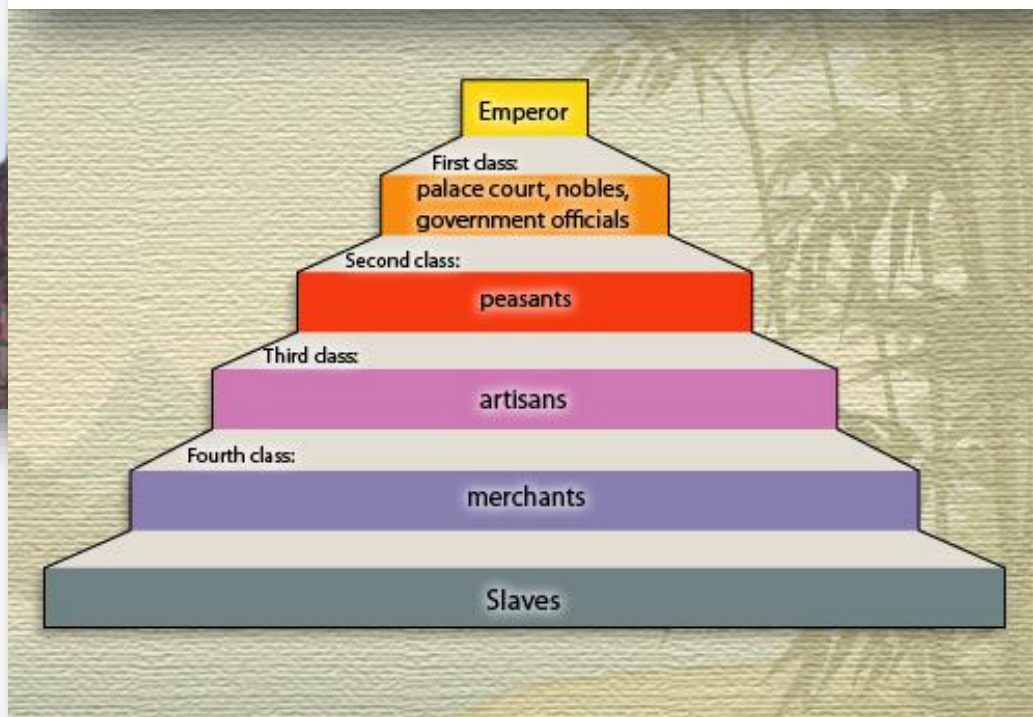 Emperor
First class:
palace court, nobles,
government officials
Second class:
peasants
Third class:
artisans
Fourth class:
merchants
Slaves